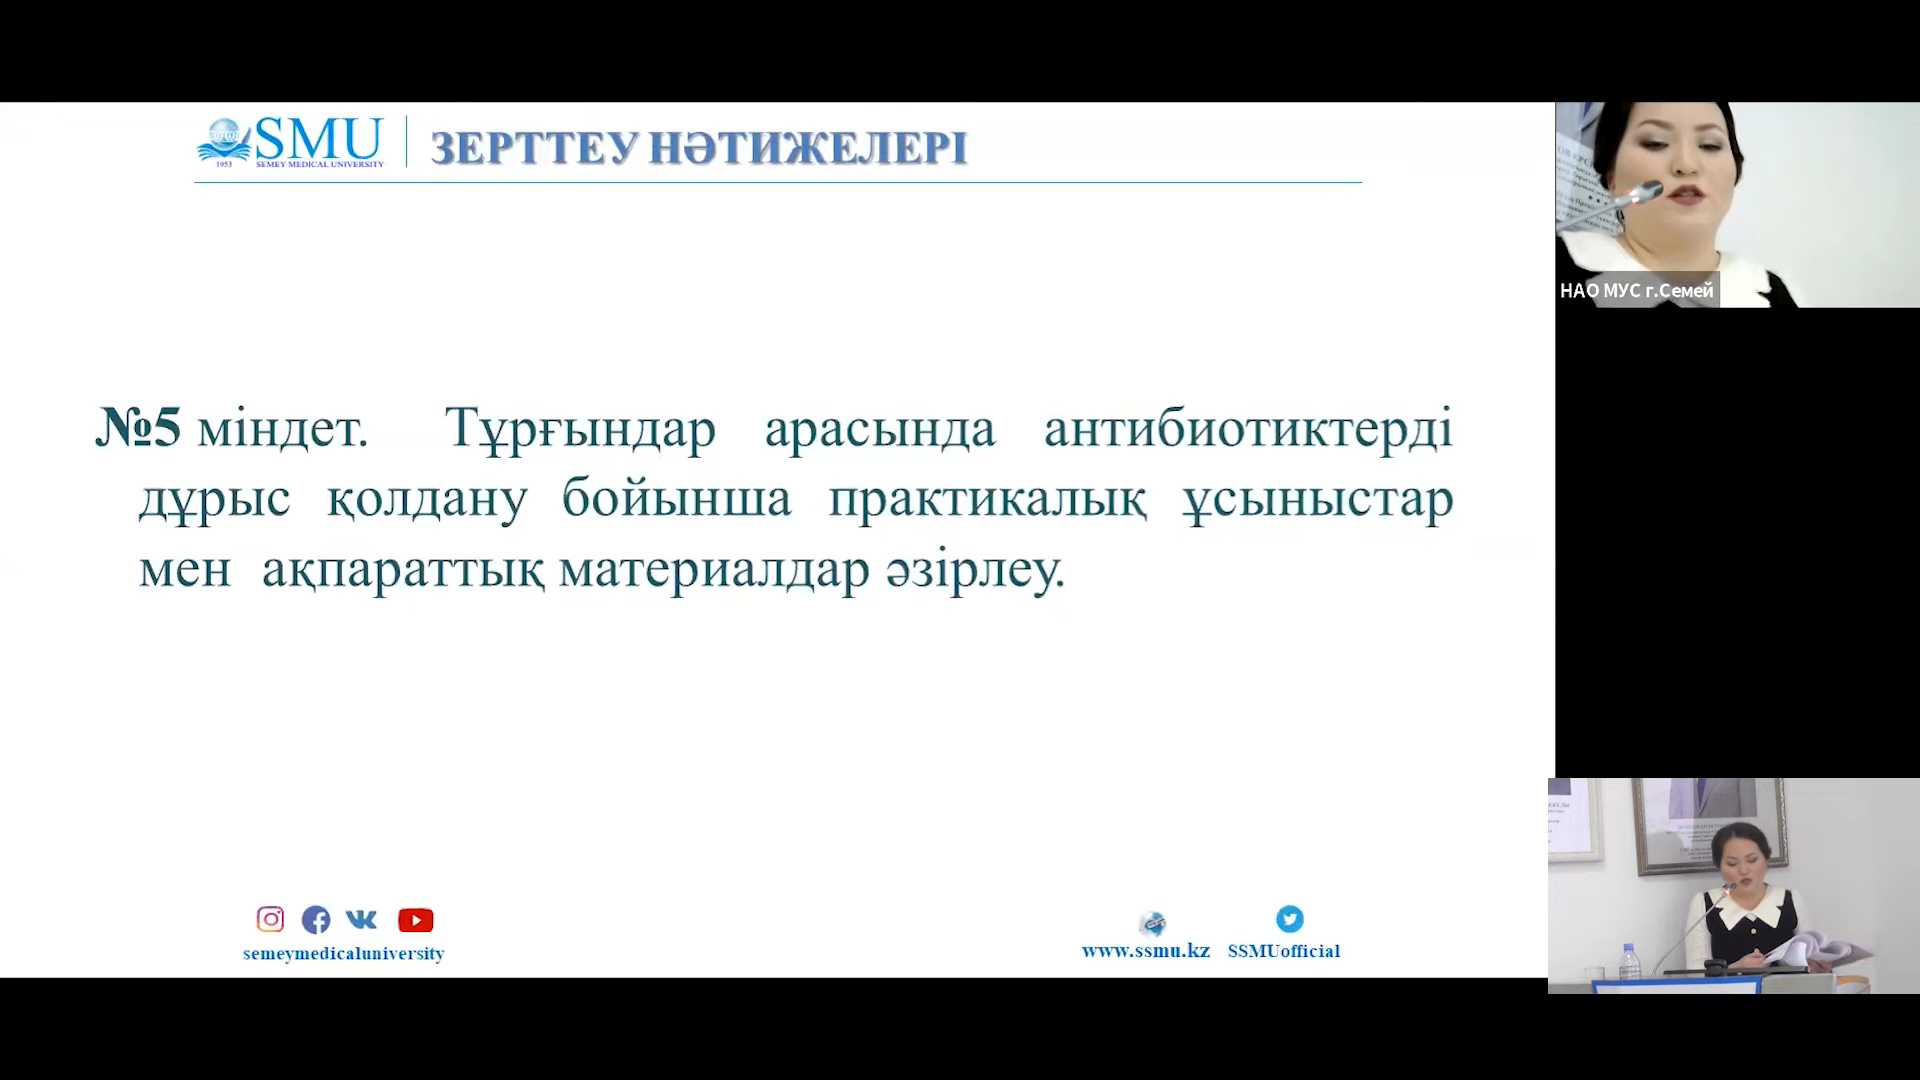 SMU
SEMEY MEDICAL UNIVERSITY
1953
ЗЕРТТЕУ НӘТИЖЕЛЕРІ
№5 міндет. Тұрғындар арасында антибиотиктерді
дұрыс қолдану бойынша практикалық ұсыныстар
мен ақпараттық материалдар әзірлеу.
semeymedicaluniversity
www.ssmu.kz
SSMUofficial
НАО МУС г.Семей